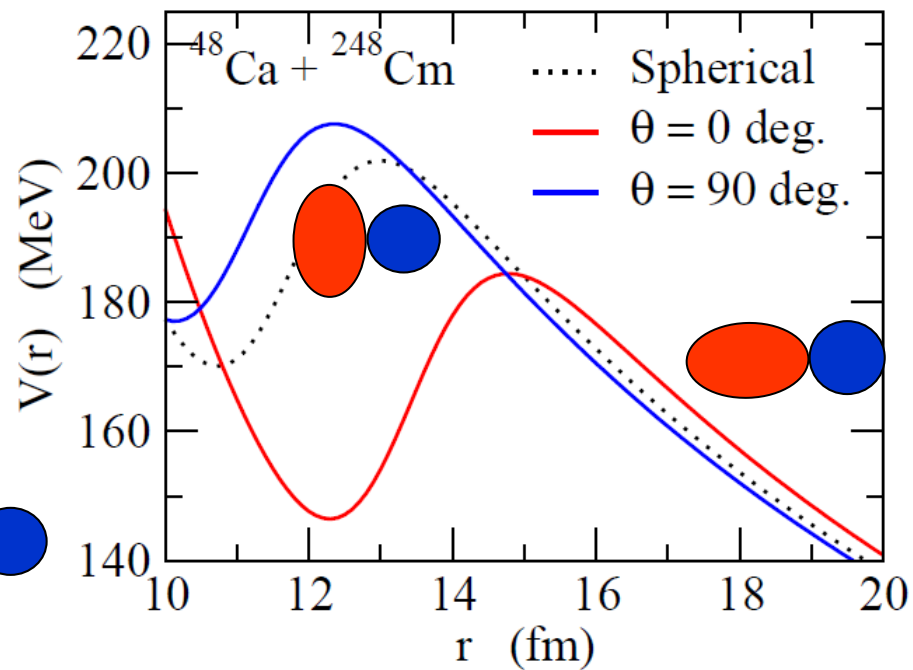 220
200
180
160
140
V(r) (MeV)
⁴⁸Ca + ²⁴⁸Cm
Spherical
θ = 0 deg.
θ = 90 deg.
10 12 14 16 18 20
r (fm)